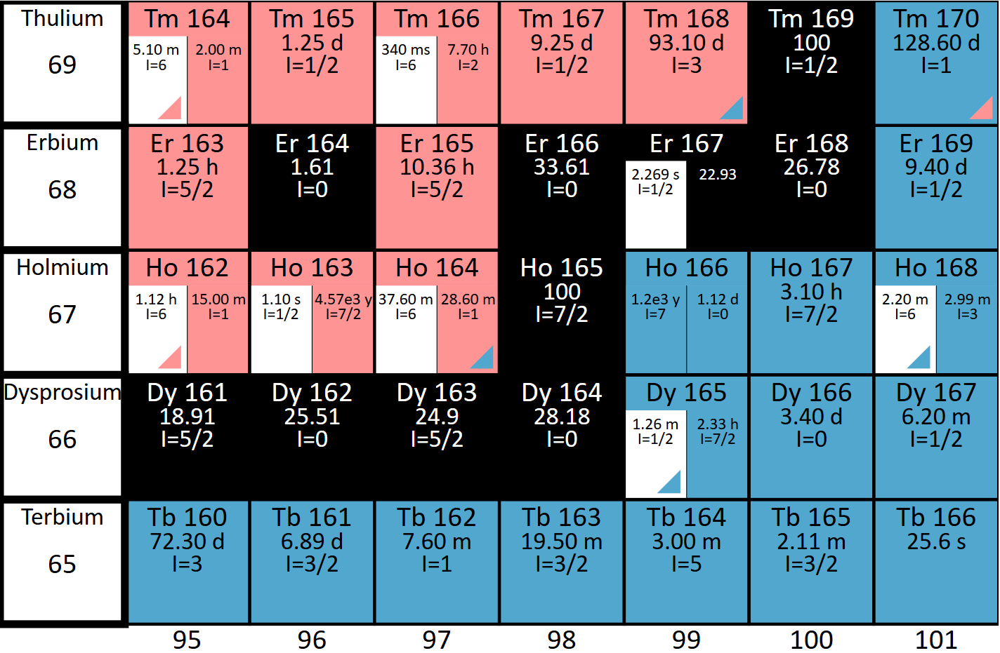 Thulium
69
Tm 164
5.10 m
I=6
2.00 m
I=1
Tm 165
1.25 d
I=1/2
Tm 166
340 ms
I=6
7.70 h
I=2
Tm 167
9.25 d
I=1/2
Tm 168
93.10 d
I=3
Tm 169
100
I=1/2
Tm 170
128.60 d
I=1
Erbium
68
Er 163
1.25 h
I=5/2
Er 164
1.61
I=0
Er 165
10.36 h
I=5/2
Er 166
33.61
I=0
Er 167
2.269 s
I=1/2
22.93
Er 168
26.78
I=0
Er 169
9.40 d
I=1/2
Holmium
67
Ho 162
1.12 h
I=6
15.00 m
I=1
Ho 163
1.10 s
I=1/2
4.57e3 y
I=7/2
Ho 164
37.60 m
I=6
28.60 m
I=1
Ho 165
100
I=7/2
Ho 166
1.2e3 y
I=7
1.12 d
I=0
Ho 167
3.10 h
I=7/2
Ho 168
2.20 m
I=6
2.99 m
I=3
Dysprosium
66
Dy 161
18.91
I=5/2
Dy 162
25.51
I=0
Dy 163
24.9
I=5/2
Dy 164
28.18
I=0
Dy 165
1.26 m
I=1/2
2.33 h
I=7/2
Dy 166
3.40 d
I=0
Dy 167
6.20 m
I=1/2
Terbium
65
Tb 160
72.30 d
I=3
Tb 161
6.89 d
I=3/2
Tb 162
7.60 m
I=1
Tb 163
19.50 m
I=3/2
Tb 164
3.00 m
I=5
Tb 165
2.11 m
I=3/2
Tb 166
25.6 s
95 96 97 98 99 100 101